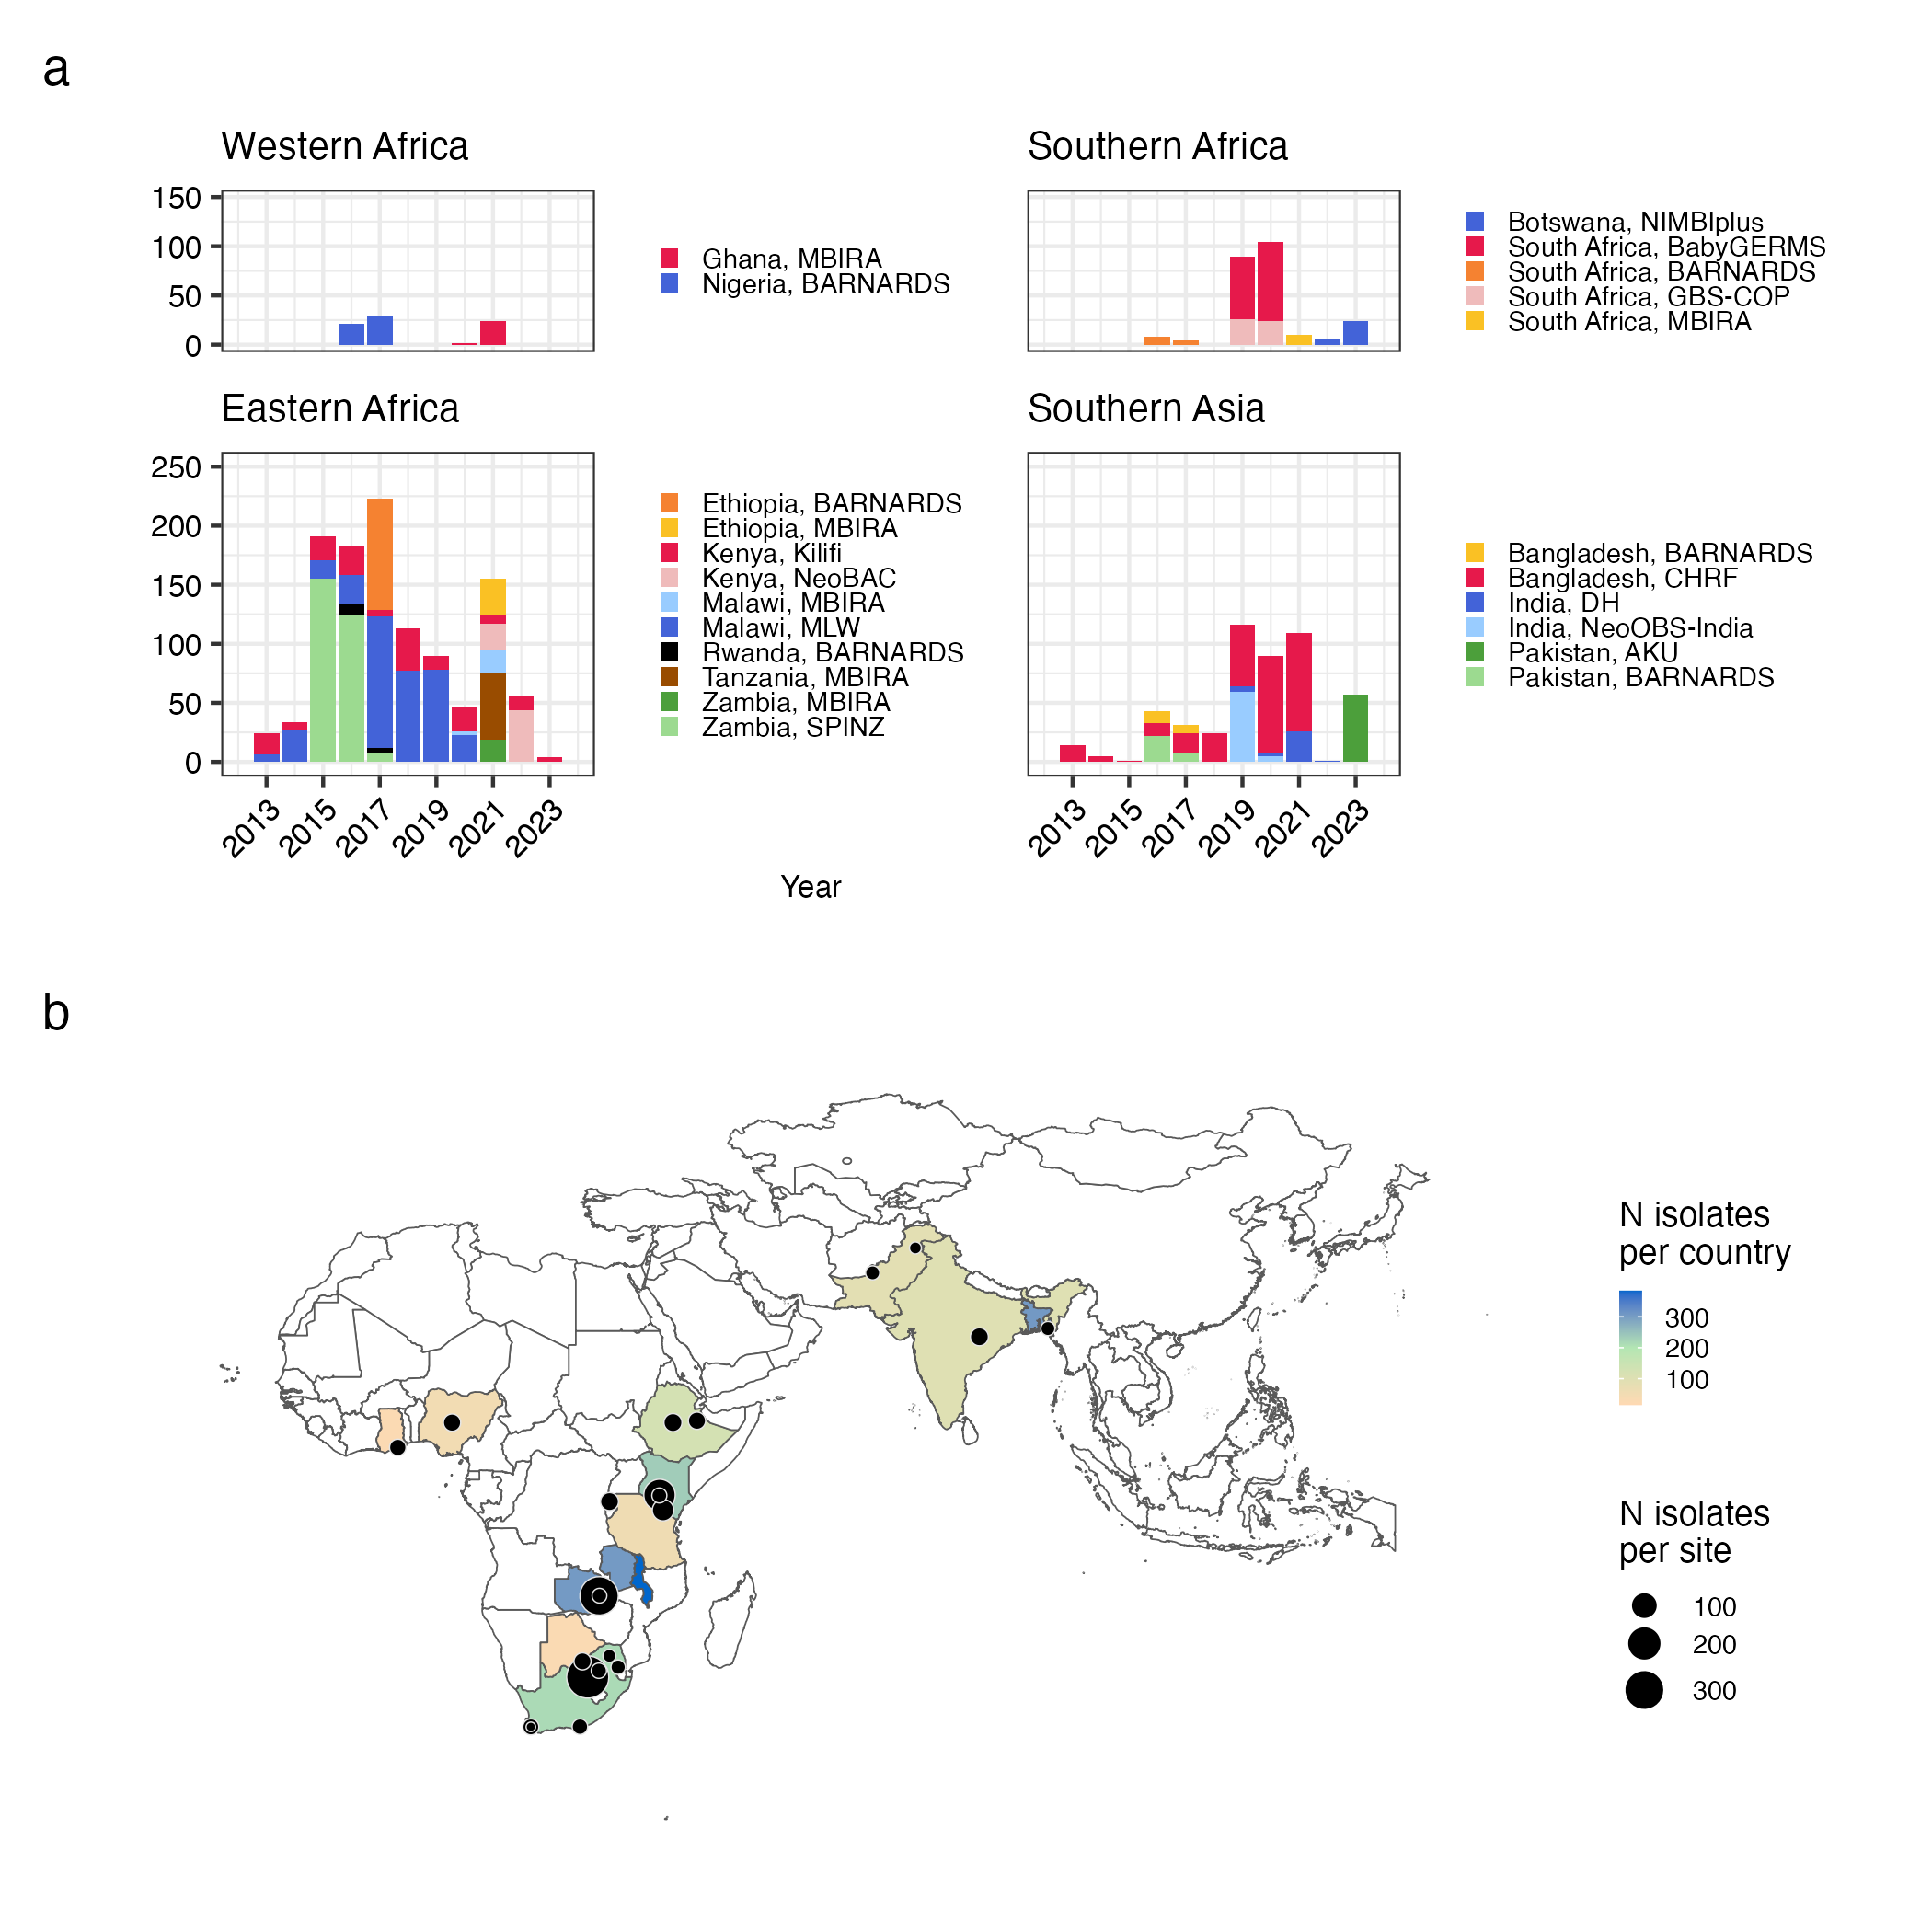 a
Western Africa
150
100
50
0
Ghana, MBIRA
Nigeria, BARNARDS
Southern Africa
Botswana, NIMBIplus
South Africa, BabyGERMS
South Africa, BARNARDS
South Africa, GBS-COP
South Africa, MBIRA
Eastern Africa
250
200
150
100
50
0
2013
2015
2017
2019
2021
2023
Ethiopia, BARNARDS
Ethiopia, MBIRA
Kenya, Kilifi
Kenya, NeoBAC
Malawi, MBIRA
Malawi, MLW
Rwanda, BARNARDS
Tanzania, MBIRA
Zambia, MBIRA
Zambia, SPINZ
Southern Asia
2013
2015
2017
2019
2021
2023
Bangladesh, BARNARDS
Bangladesh, CHRF
India, DH
India, NeoOBS-India
Pakistan, AKU
Pakistan, BARNARDS
Year
b
N isolates
per country
300
200
100
N isolates
per site
100
200
300